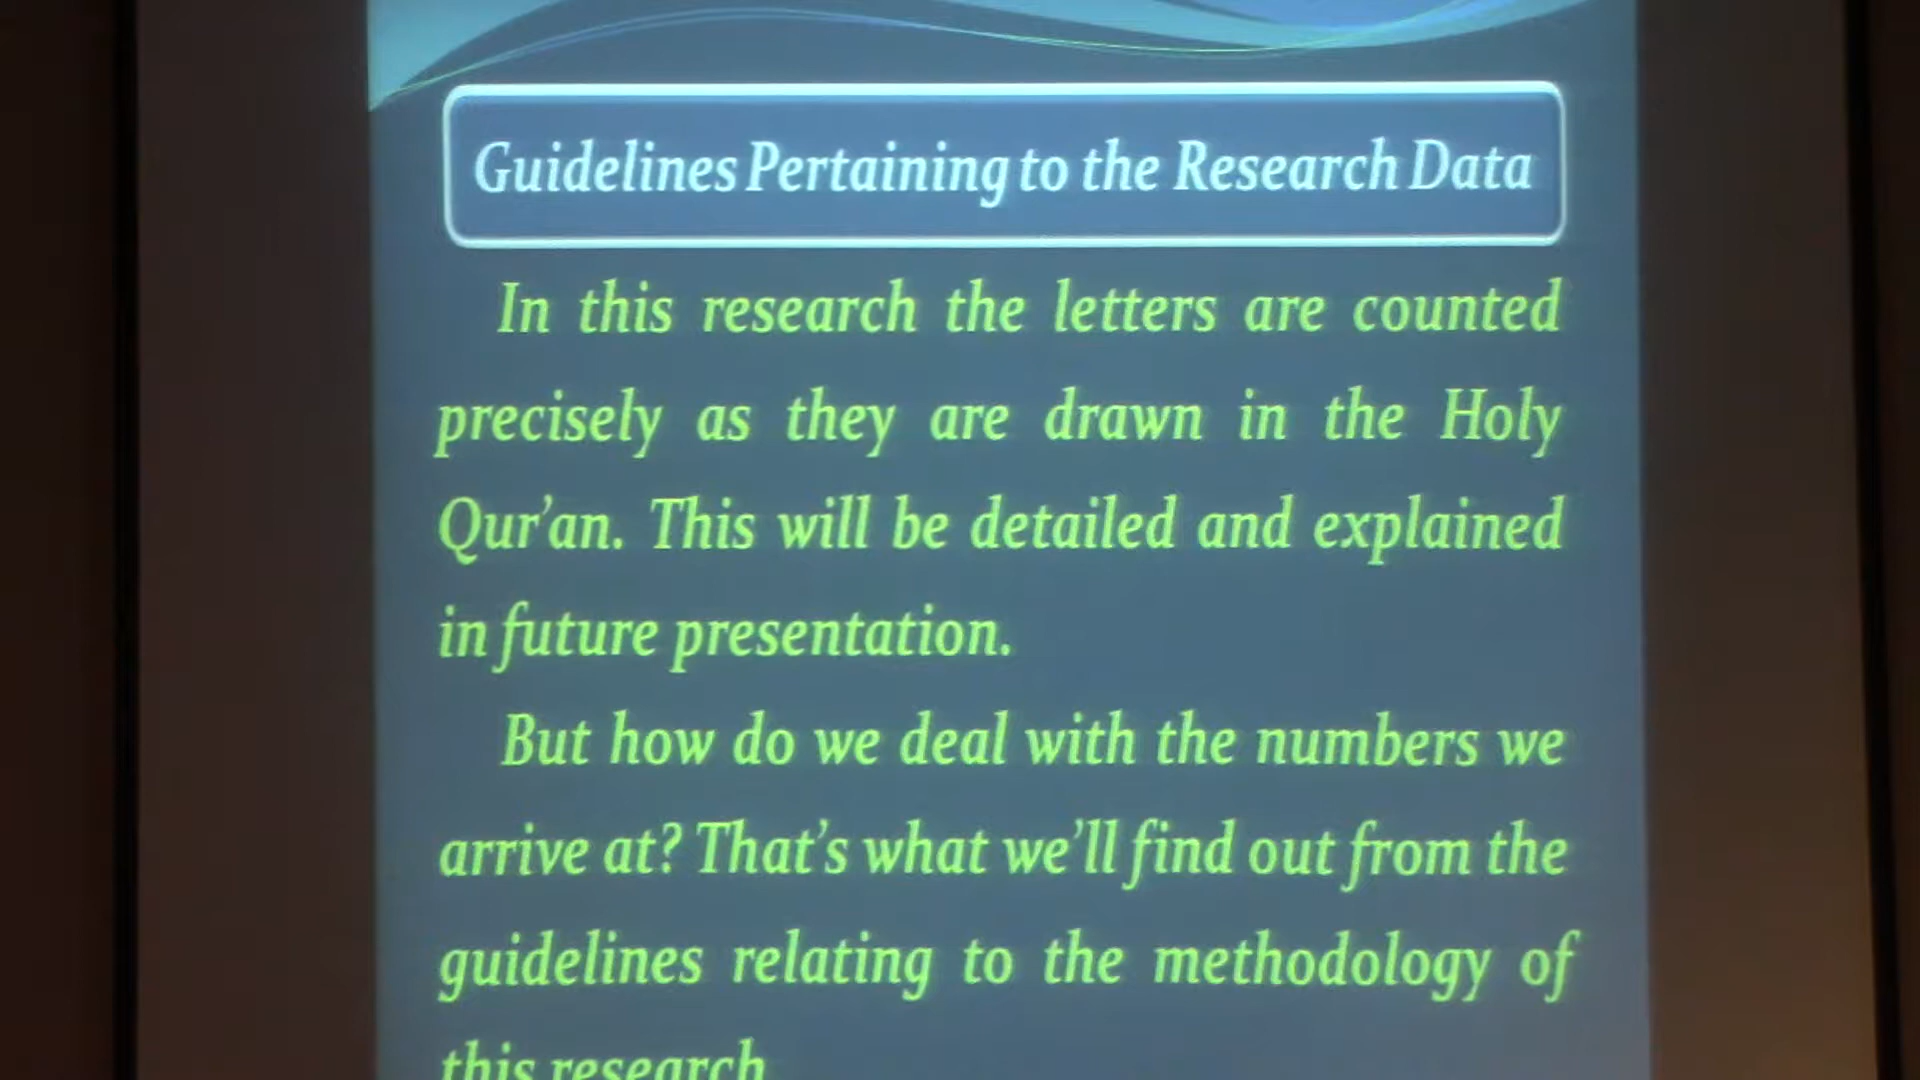 Guidelines Pertaining to the Research Data
In this research the letters are counted
precisely as they are drawn in the Holy
Qur’an. This will be detailed and explained
in future presentation.
But how do we deal with the numbers we
arrive at? That’s what we’ll find out from the
guidelines relating to the methodology of
this research